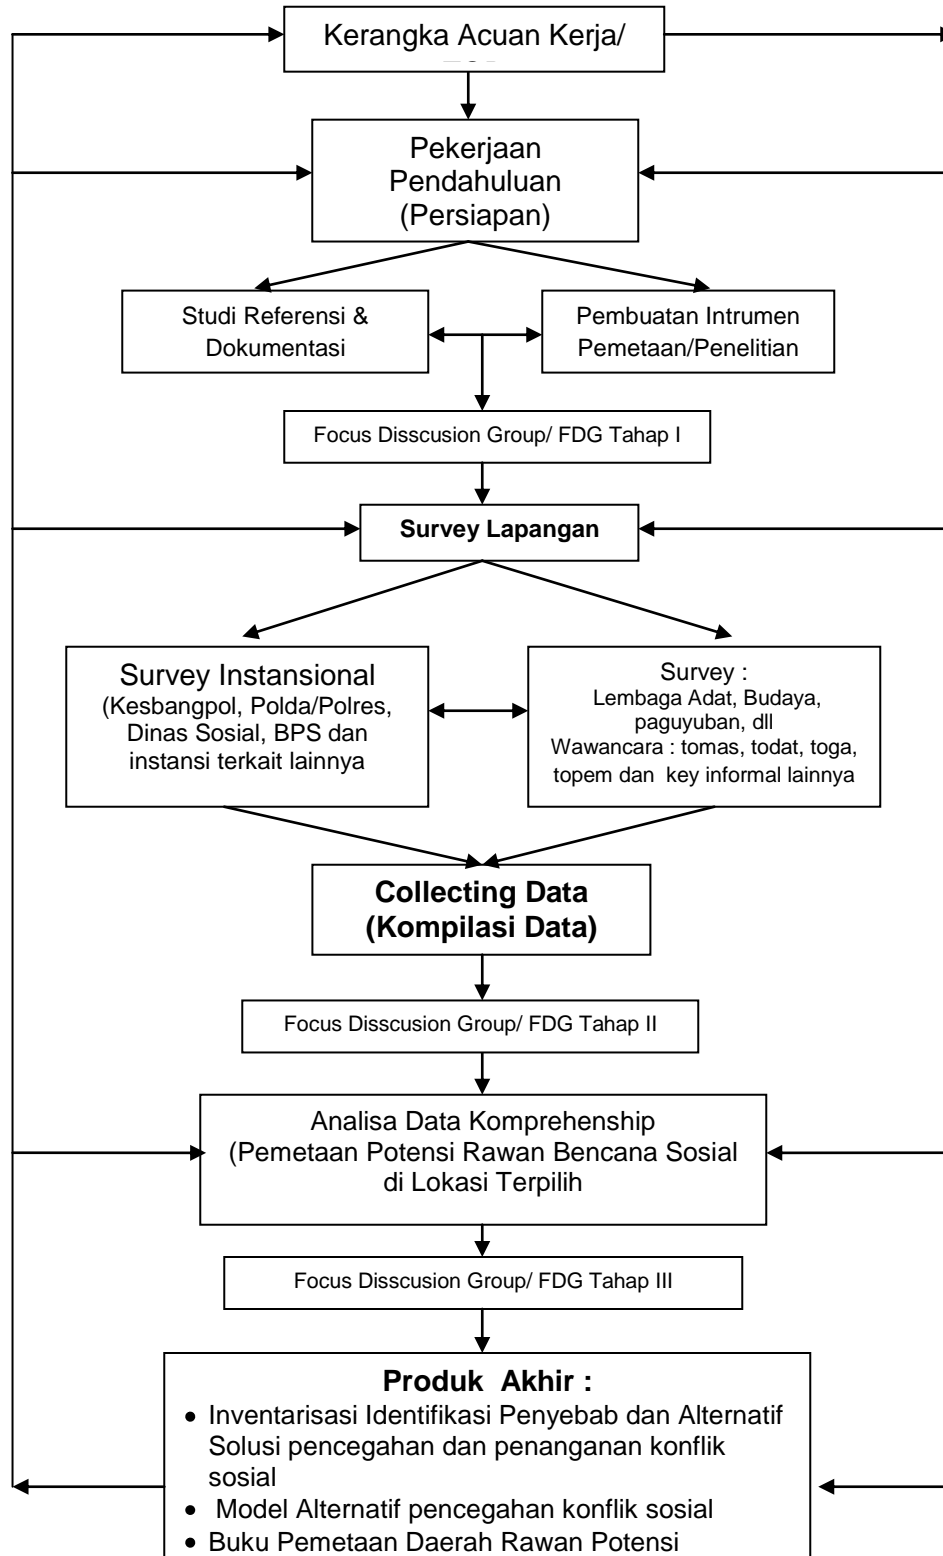 Kerangka Acuan Kerja/
Pekerjaan
Pendahuluan
(Persiapan)
Studi Referensi &
Dokumentasi
Pembuatan Intrumen
Pemetaan/Penelitian
Focus Disscusion Group/ FDG Tahap I
Survey Lapangan
Survey Instansional
(Kesbangpol, Polda/Polres,
Dinas Sosial, BPS dan
instansi terkait lainnya
Survey :
Lembaga Adat, Budaya,
paguyuban, dll
Wawancara : tomas, todat, toga,
topem dan  key informal lainnya
Collecting Data
(Kompilasi Data)
Focus Disscusion Group/ FDG Tahap II
Analisa Data Komprehenship
(Pemetaan Potensi Rawan Bencana Sosial
di Lokasi Terpilih
Focus Disscusion Group/ FDG Tahap III
Produk  Akhir :
• Inventarisasi Identifikasi Penyebab dan Alternatif
Solusi pencegahan dan penanganan konflik
sosial
•  Model Alternatif pencegahan konflik sosial
• Buku Pemetaan Daerah Rawan Potensi